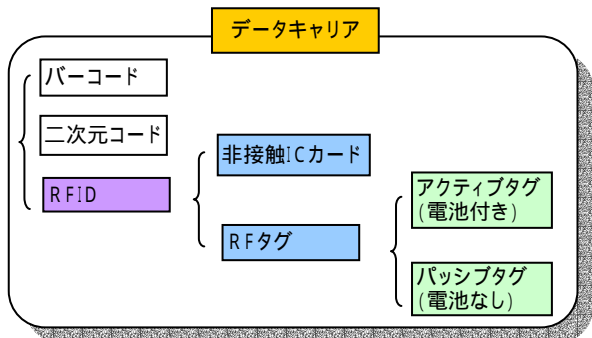 データキャリア
バーコード
二次元コード
RFID
非接触ICカード
RFタグ
アクティブタグ
(電池付き)
パッシブタグ
(電池なし)